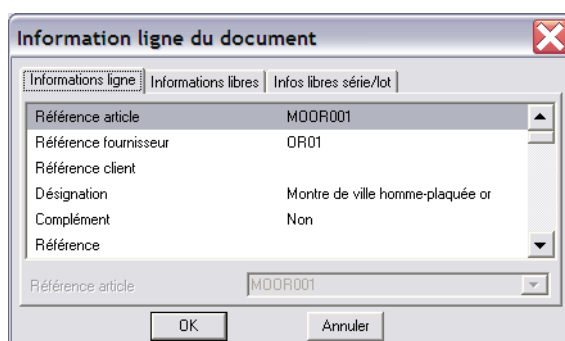 Information ligne du document
Informations ligne Informations libres Infos libres série/lot
Référence article MOOR001
Référence fournisseur OR01
Référence client
Désignation Montre de ville homme-plaquée or
Complément Non
Référence
Référence article MOOR001
OK Annuler